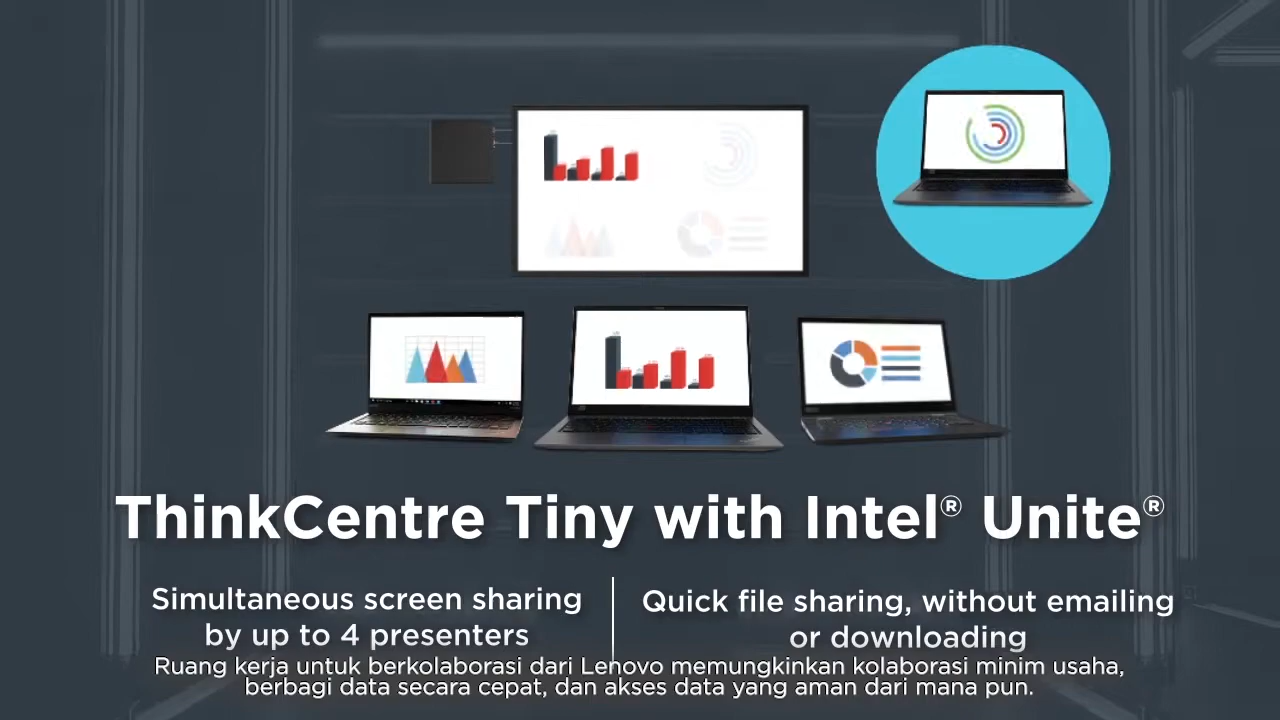 ThinkCentre Tiny with Intel® Unite®
Simultaneous screen sharing
by up to 4 presenters
Quick file sharing, without emailing
or downloading
Ruang kerja untuk berkolaborasi dari Lenovo memungkinkan kolaborasi minim usaha,
berbagi data secara cepat, dan akses data yang aman dari mana pun.